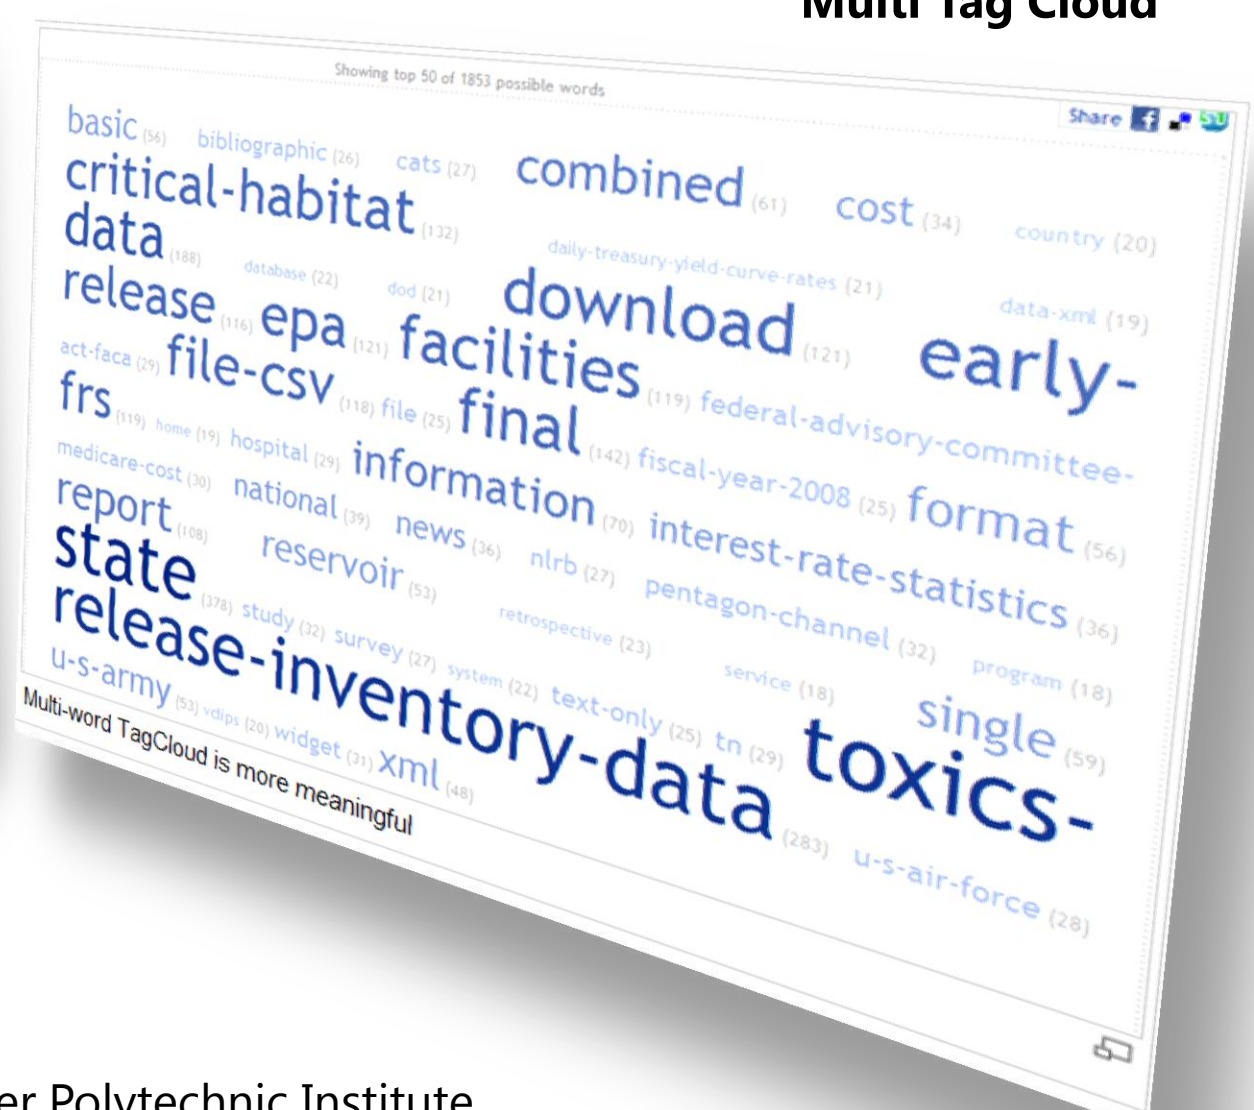 Multi Tag Cloud
Showing top 50 of 1853 possible words
Share
basic (56) bibliographic (26) cats (27) combined (61) cost (34) country (20)
critical-habitat (132) daily-treasury-yield-curve-rates (21) data-xml (19)
data (188) database (22) dod (21) download (121) early-
release (116) epa (121) facilities (119) federal-advisory-committee-
act-faca (29) file-csv (118) file (25) final (142) fiscal-year-2008 (25) format (56)
frs (119) home (19) hospital (29) information (70) interest-rate-statistics (36)
medicare-cost (30) national (39) news (36) nlrb (27) pentagon-channel (32) program (18)
report (108) reservoir (53) retrospective (23) service (18) single (59)
state (378) study (32) survey (27) system (22) text-only (25) tn (29) toxics-
release-inventory-data (283) u-s-air-force (28)
u-s-army (53) vdips (20) widget (31) xml (48)
Multi-word TagCloud is more meaningful
er Polytechnic Institute